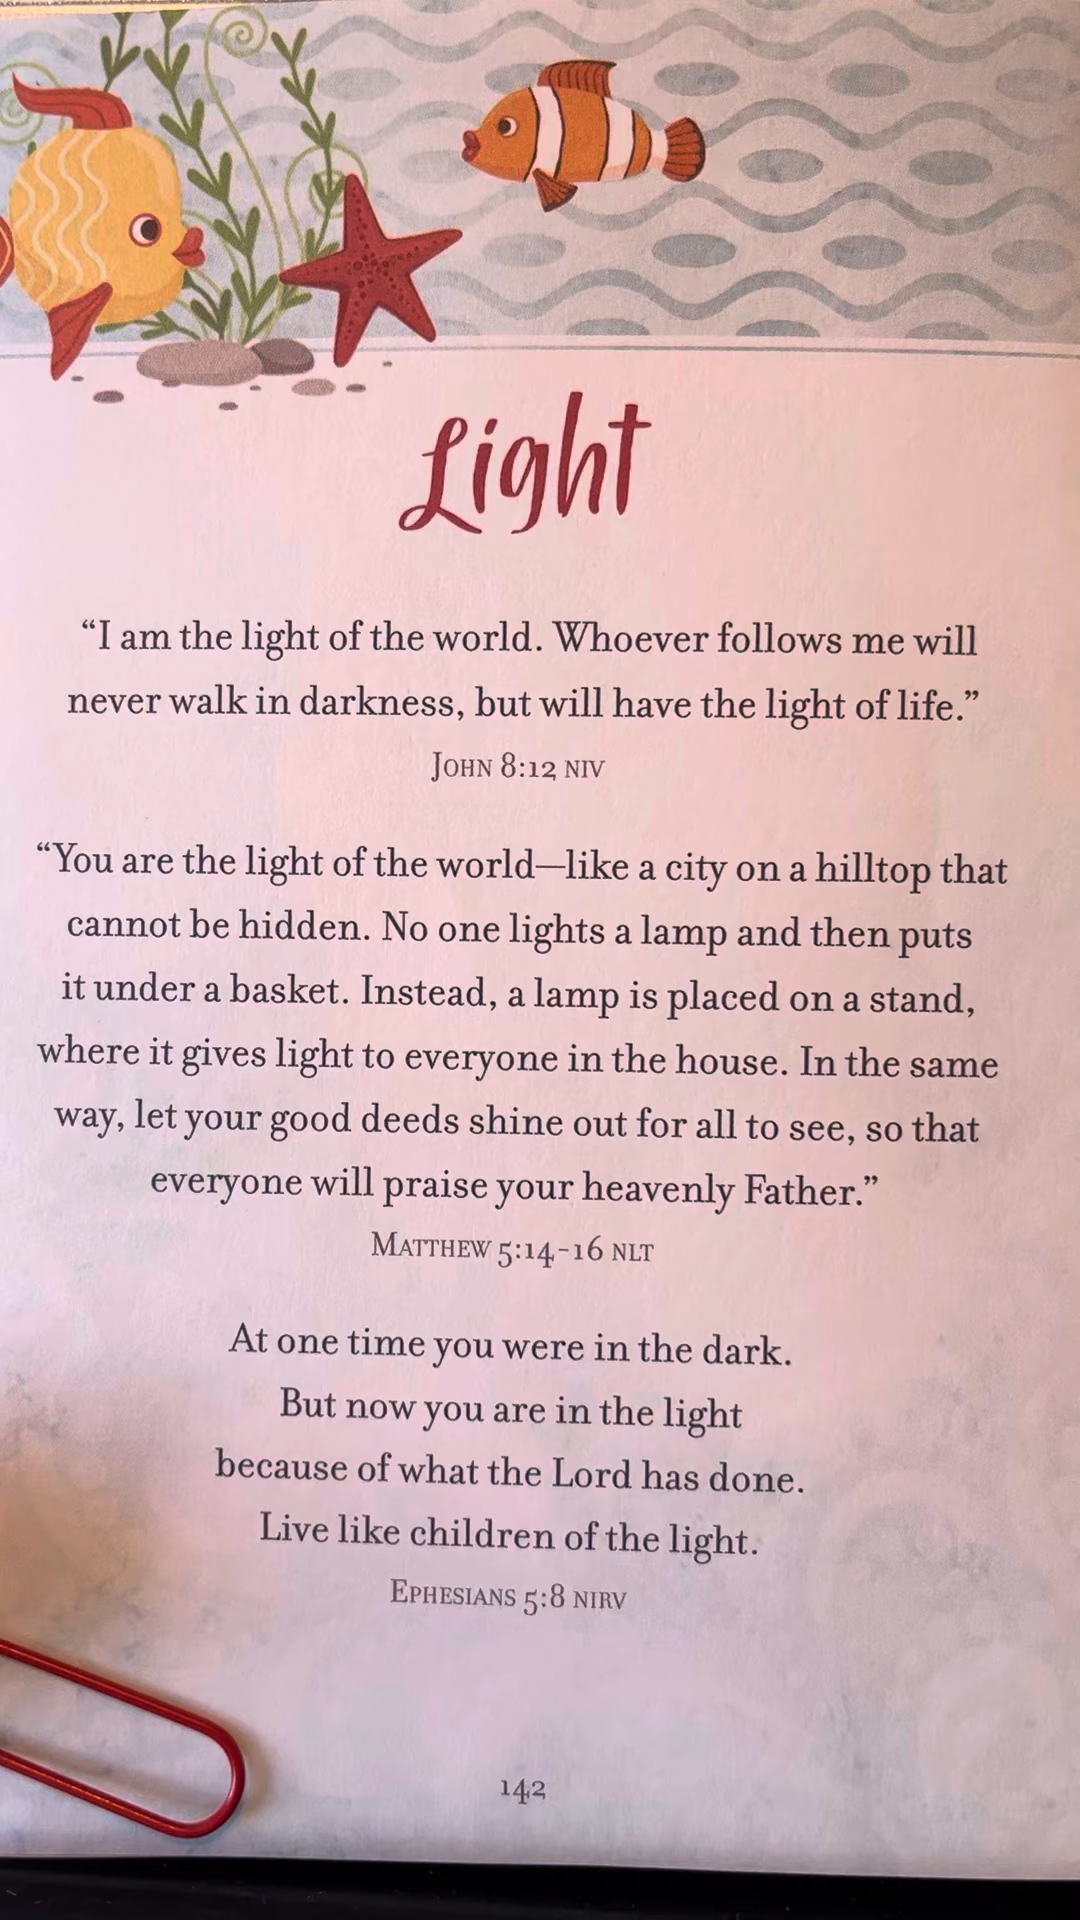 Light
“I am the light of the world. Whoever follows me will
never walk in darkness, but will have the light of life.”
John 8:12 NIV
“You are the light of the world—like a city on a hilltop that
cannot be hidden. No one lights a lamp and then puts
it under a basket. Instead, a lamp is placed on a stand,
where it gives light to everyone in the house. In the same
way, let your good deeds shine out for all to see, so that
everyone will praise your heavenly Father.”
Matthew 5:14-16 NLT
At one time you were in the dark.
But now you are in the light
because of what the Lord has done.
Live like children of the light.
Ephesians 5:8 NIRV
142